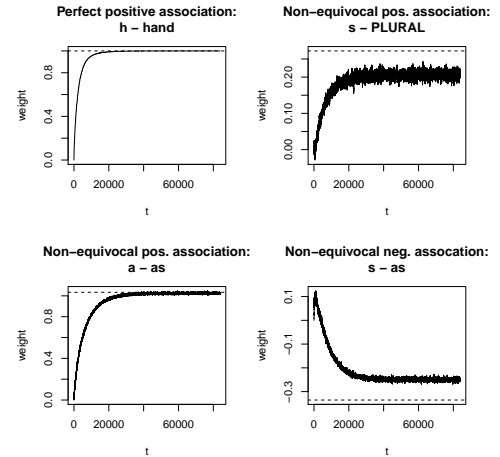 Perfect positive association:
h − hand
weight
0.0
0.4
0.8
0
20000
60000
t
Non−equivocal pos. association:
s − PLURAL
weight
0.00
0.10
0.20
0
20000
60000
t
Non−equivocal pos. association:
a − as
weight
0.0
0.4
0.8
0
20000
60000
t
Non−equivocal neg. assocation:
s − as
weight
−0.3
−0.1
0.1
0
20000
60000
t